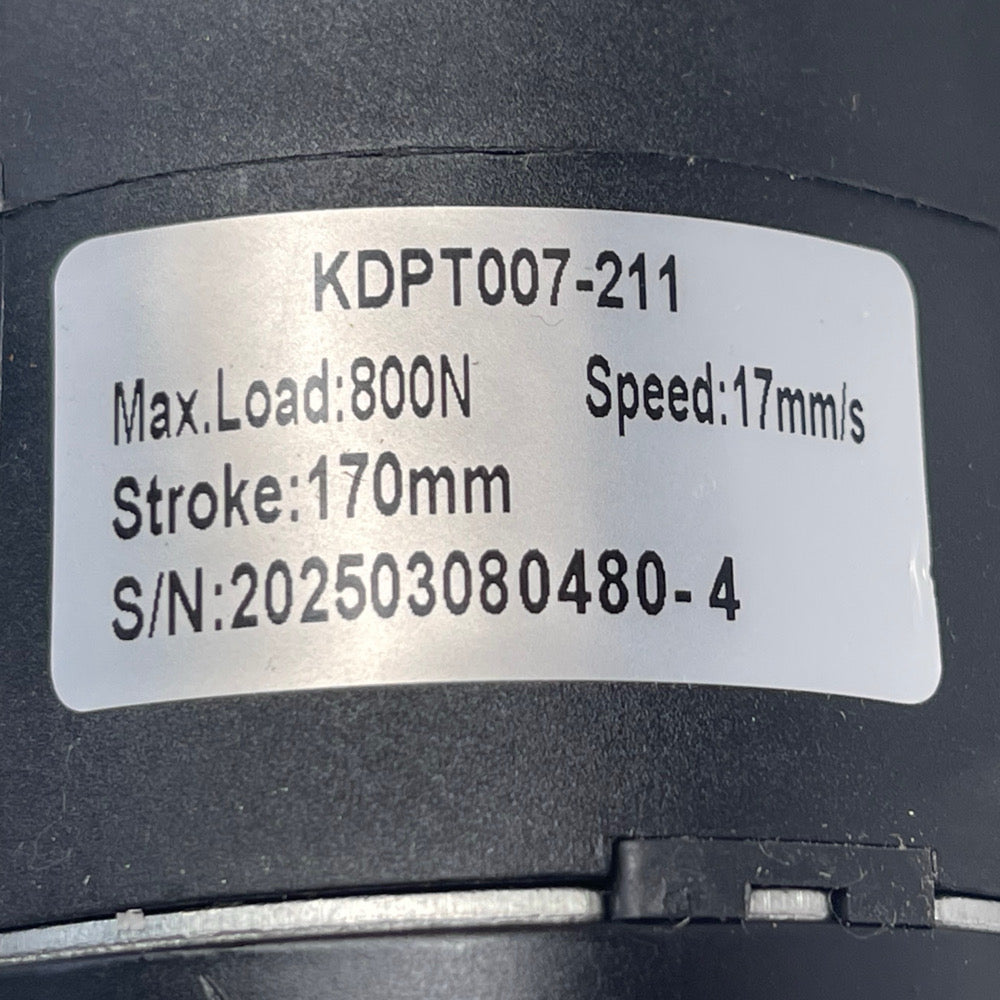 KDPT007-211
Max.Load:800N Speed:17mm/s
Stroke:170mm
S/N:202503080480-4